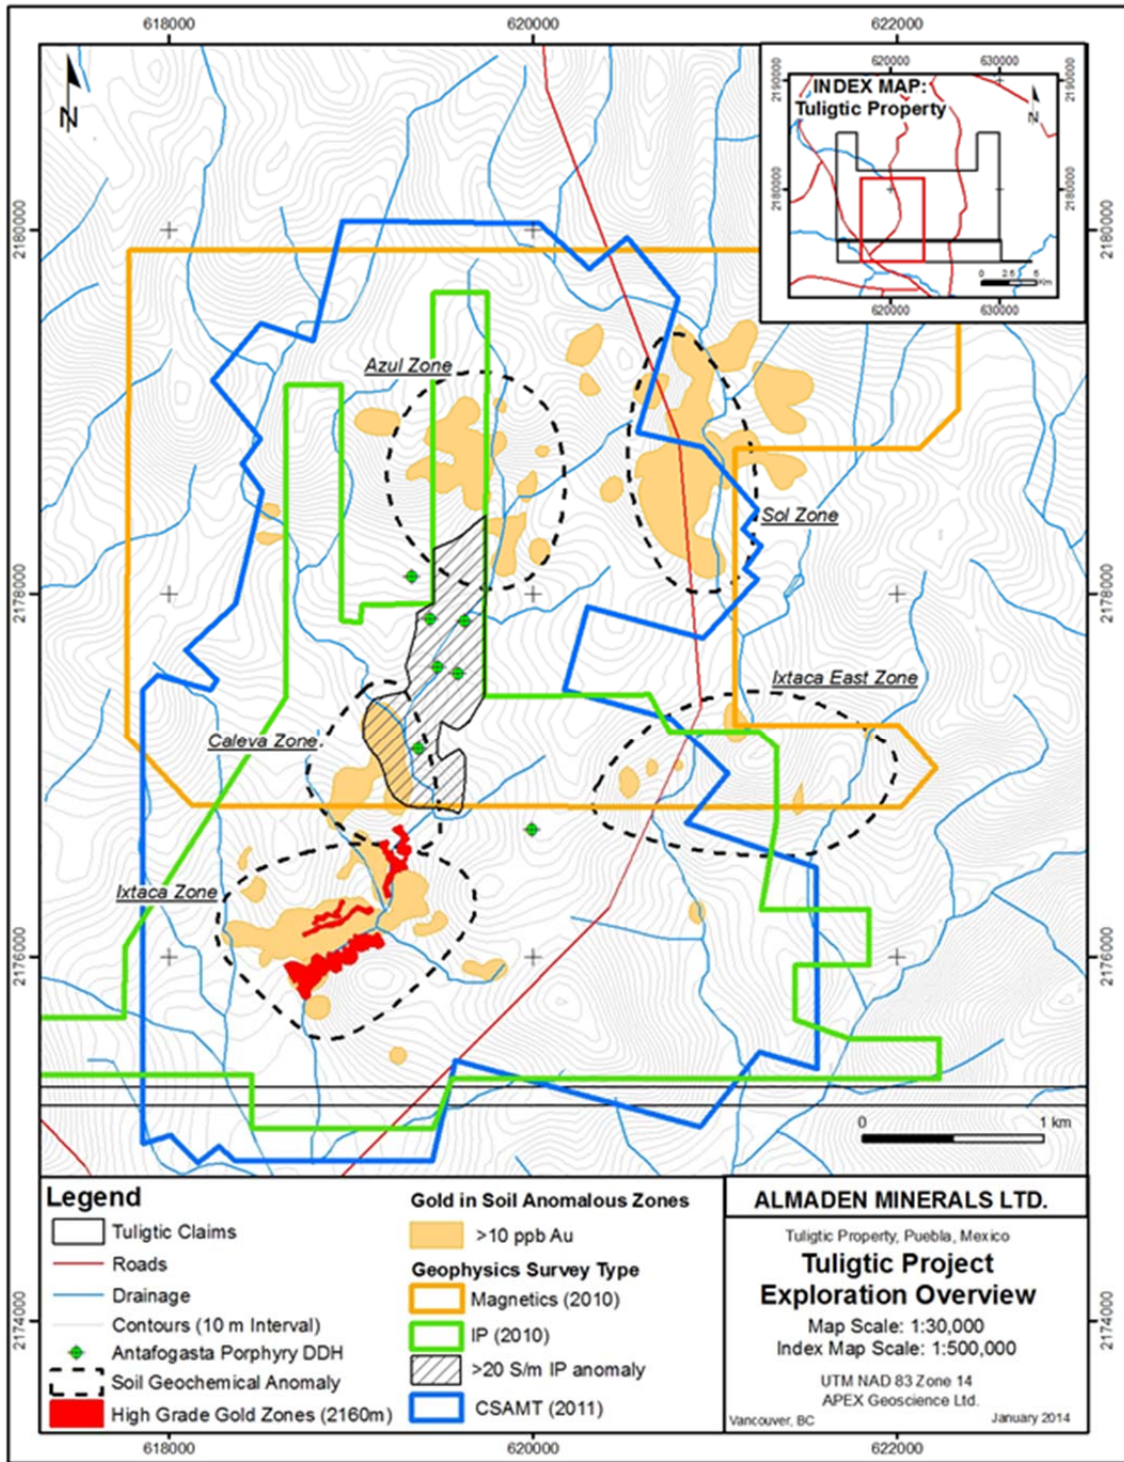 618000
620000
622000
N
INDEX MAP:
Tuligtic Property
620000
630000
2190000
2190000
N
2180000
2180000
0 2.5 5
Km
620000
630000
2180000
2180000
Azul Zone
Sol Zone
2178000
2178000
Ixtaca East Zone
Caleva Zone
Ixtaca Zone
2176000
2176000
0
1 km
Legend
Tuligtic Claims
Roads
Drainage
Contours (10 m Interval)
Antafogasta Porphyry DDH
Soil Geochemical Anomaly
High Grade Gold Zones (2160m)
Gold in Soil Anomalous Zones
>10 ppb Au
Geophysics Survey Type
Magnetics (2010)
IP (2010)
>20 S/m IP anomaly
CSAMT (2011)
ALMADEN MINERALS LTD.
Tuligtic Property, Puebla, Mexico
Tuligtic Project
Exploration Overview
Map Scale: 1:30,000
Index Map Scale: 1:500,000
UTM NAD 83 Zone 14
APEX Geoscience Ltd.
Vancouver, BC
January 2014
2174000
2174000
618000
620000
622000